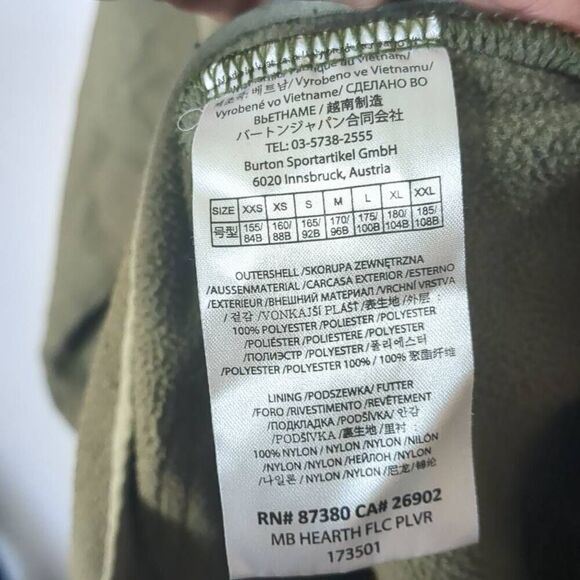 Vyrobeno ve Vietnamu/
Vyrobené vo Vietname/ СДЕЛАНО ВО
ВЬЕТНАМЕ / 越南制造
バートンジャパン合同会社
TEL: 03-5738-2555
Burton Sportartikel GmbH
6020 Innsbruck, Austria
SIZE XXS XS S M L XL XXL
号型 155/84B 160/88B 165/92B 170/96B 175/100B 180/104B 185/108B
OUTERSHELL /SKORUPA ZEWNĘTRZNA
/AUSSENMATERIAL /CARCASA EXTERIOR /ESTERNO
/EXTERIEUR /ВНЕШНИЙ МАТЕРИАЛ /VRCHNÍ VRSTVA
/ 겉감 /VONKAJŠÍ PLÁŠŤ /表生地 /外层 :
100% POLYESTER /POLIESTER /POLYESTER
/POLIÉSTER /POLIESTERE /POLYESTER
/ПОЛИЭСТР /POLYESTER /폴리에스터
/POLYESTER /POLYESTER 100% / 100% 聚酯纤维
LINING /PODSZEWKA/ FUTTER
/FORO /RIVESTIMENTO /REVÊTEMENT
/ПОДКЛАДКА /PODŠÍVKA/ 안감
/PODŠÍVKA /裏生地 /里衬 :
100% NYLON /NYLON /NYLON /NILÓN
/NYLON /NYLON /НЕЙЛОН /NYLON
/나일론 /NYLON /NYLON /尼龙/ 锦纶
RN# 87380 CA# 26902
MB HEARTH FLC PLVR
173501